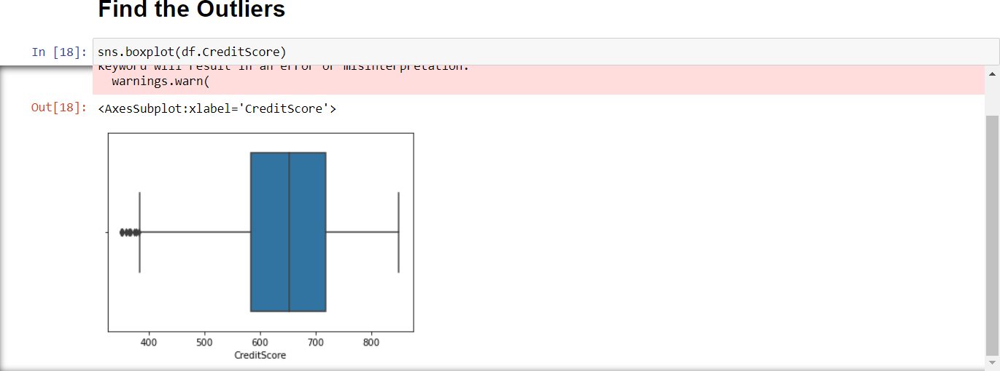 Find the Outliers
In [18]: sns.boxplot(df.CreditScore)
keyword will result in an error or misinterpretation.
warnings.warn(
Out[18]: <AxesSubplot:xlabel='CreditScore'>
400 500 600 700 800
CreditScore